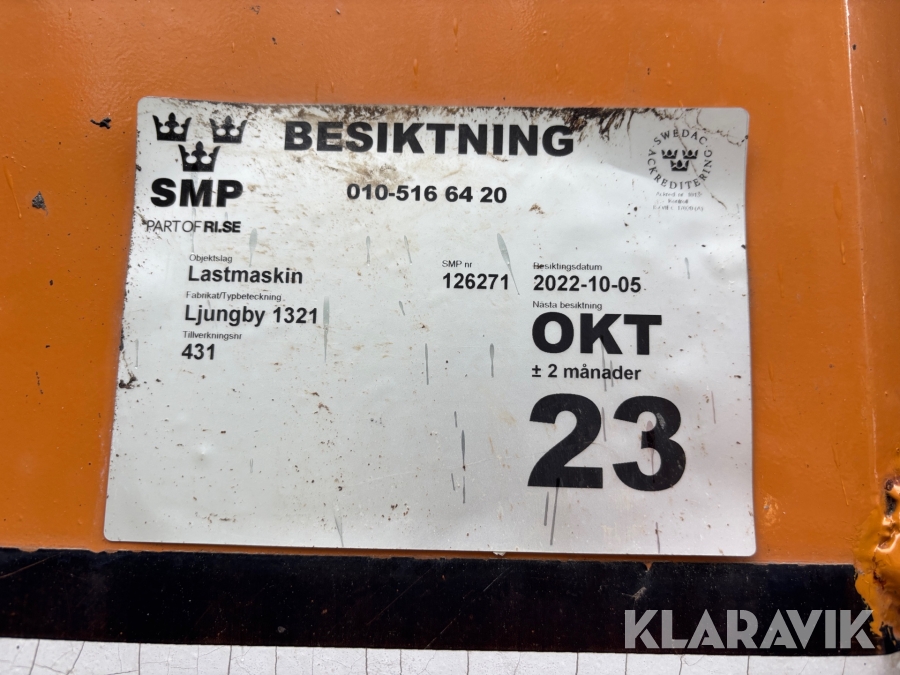 BESIKTNING
010-516 64 20
SMP
PART OF RI.SE
SWEDAC
ACKREDITERING
Objektslag
Lastmaskin
Fabrikat/Typbeteckning
Ljungby 1321
Tillverkningsnr
431
SMP nr
126271
Besiktingsdatum
2022-10-05
Nästa besiktning
OKT
± 2 månader
23
KLARAVIK